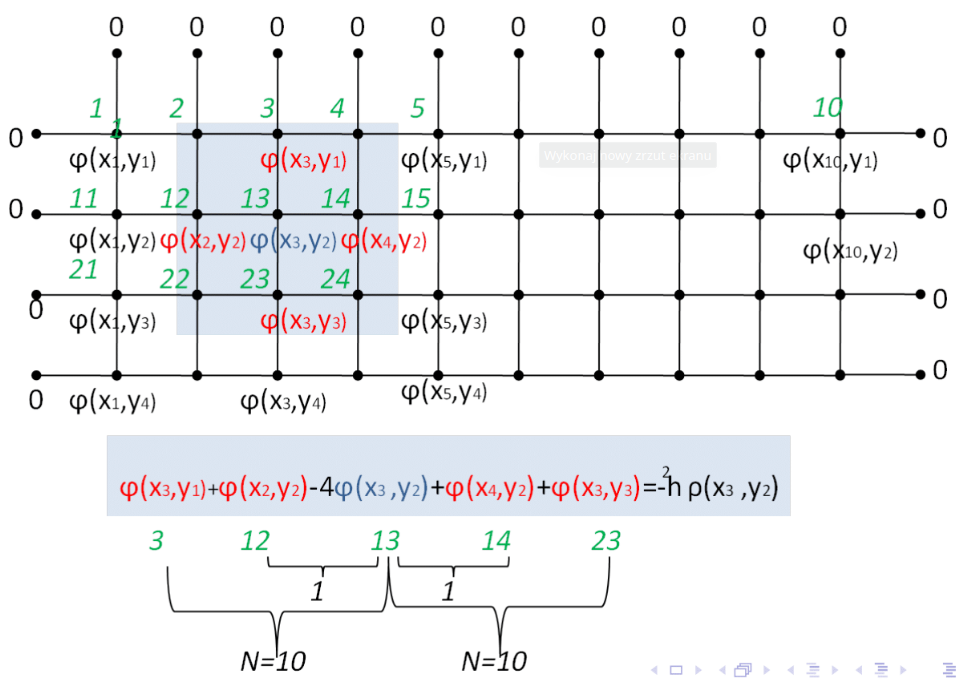 0 0 0 0 0 0 0 0 0 0
1 2 3 4 5 10
1
0 0
φ(x1,y1) φ(x3,y1) φ(x5,y1) Wykonaj nowy zrzut ekranu φ(x10,y1)
11 12 13 14 15
0 0
φ(x1,y2) φ(x2,y2) φ(x3,y2) φ(x4,y2) φ(x10,y2)
21 22 23 24
0 0
φ(x1,y3) φ(x3,y3) φ(x5,y3)
0 0
φ(x1,y4) φ(x3,y4) φ(x5,y4)
φ(x3,y1)+φ(x2,y2)-4φ(x3 ,y2)+φ(x4,y2)+φ(x3,y3)=-h² ρ(x3 ,y2)
3 12 13 14 23
1 1
N=10 N=10